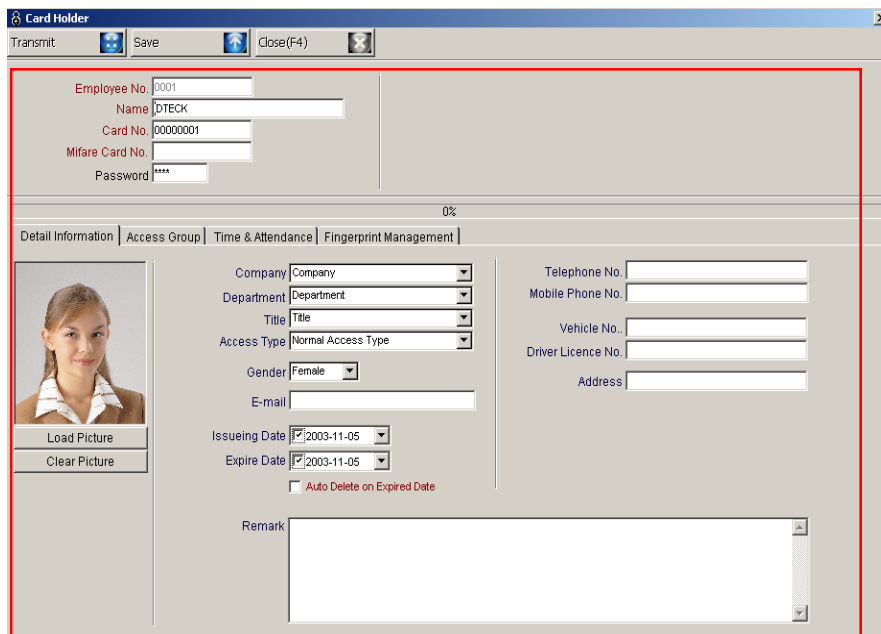 Card Holder
Transmit Save Close(F4)
Employee No. 0001
Name DTECK
Card No. 00000001
Mifare Card No.
Password ****
0%
Detail Information Access Group Time & Attendance Fingerprint Management
Company Company
Department Department
Title Title
Access Type Normal Access Type
Gender Female
E-mail
Issueing Date 2003-11-05
Expire Date 2003-11-05
Auto Delete on Expired Date
Load Picture
Clear Picture
Telephone No.
Mobile Phone No.
Vehicle No..
Driver Licence No.
Address
Remark